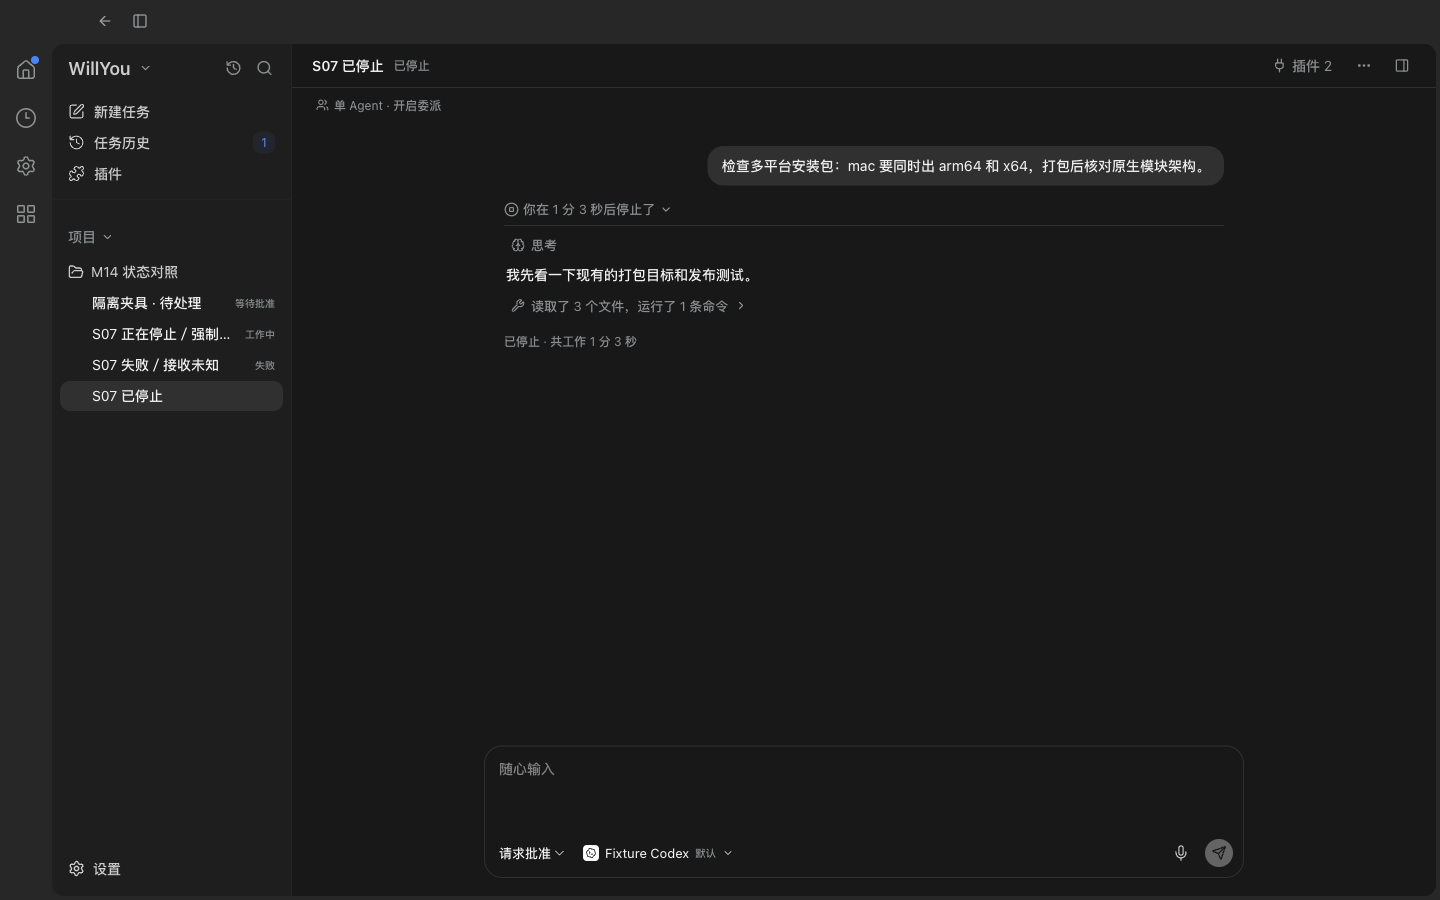 WillYou
新建任务
任务历史 1
插件
项目
M14 状态对照
隔离夹具 · 待处理 等待批准
S07 正在停止 / 强制... 工作中
S07 失败 / 接收未知 失败
S07 已停止
设置
S07 已停止 已停止
插件 2
单 Agent · 开启委派
检查多平台安装包：mac 要同时出 arm64 和 x64，打包后核对原生模块架构。
你在 1 分 3 秒后停止了
思考
我先看一下现有的打包目标和发布测试。
读取了 3 个文件，运行了 1 条命令
已停止 · 共工作 1 分 3 秒
随心输入
请求批准 Fixture Codex 默认